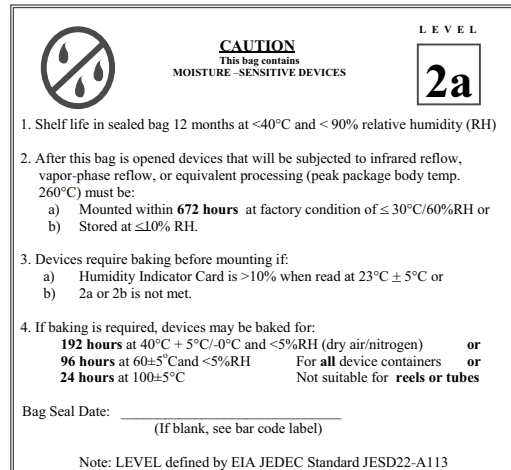 L E V E L
CAUTION
This bag contains
MOISTURE –SENSITIVE DEVICES
2a
1. Shelf life in sealed bag 12 months at <40°C and < 90% relative humidity (RH)
2. After this bag is opened devices that will be subjected to infrared reflow,
vapor-phase reflow, or equivalent processing (peak package body temp.
260°C) must be:
a) Mounted within 672 hours at factory condition of ≤ 30°C/60%RH or
b) Stored at ≤10% RH.
3. Devices require baking before mounting if:
a) Humidity Indicator Card is >10% when read at 23°C ± 5°C or
b) 2a or 2b is not met.
4. If baking is required, devices may be baked for:
192 hours at 40°C + 5°C/-0°C and <5%RH (dry air/nitrogen) or
96 hours at 60±5°Cand <5%RH For all device containers or
24 hours at 100±5°C Not suitable for reels or tubes
Bag Seal Date: ______________________________
(If blank, see bar code label)
Note: LEVEL defined by EIA JEDEC Standard JESD22-A113